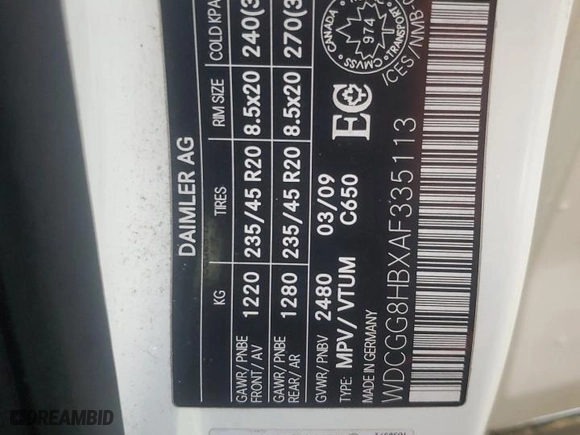 DAIMLER AG
KG TIRES RIM SIZE COLD KPA
GAWR/PNBE
FRONT/AV 1220 235/45 R20 8.5x20 240(3
GAWR/PNBE
REAR/AR 1280 235/45 R20 8.5x20 270(3
GVWR/PNBV 2480 03/09
TYPE: MPV/VTUM C650
MADE IN GERMANY
WDCGG8HBXAF335113
EC
CANADA
974
TRANSPORT
CMVSS
ICES/NMB-
DREAMBID